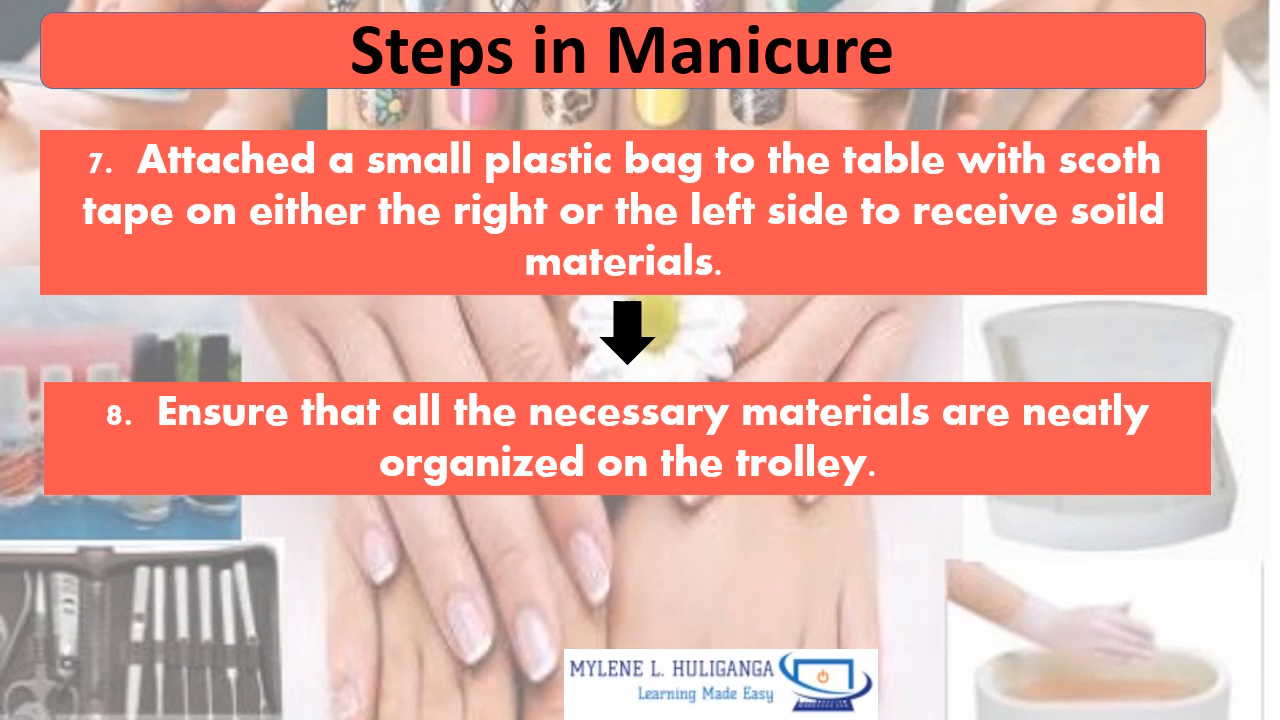 Steps in Manicure
7. Attached a small plastic bag to the table with scoth
tape on either the right or the left side to receive soild
materials.
8. Ensure that all the necessary materials are neatly
organized on the trolley.
MYLENE L. HULIGANGA
Learning Made Easy